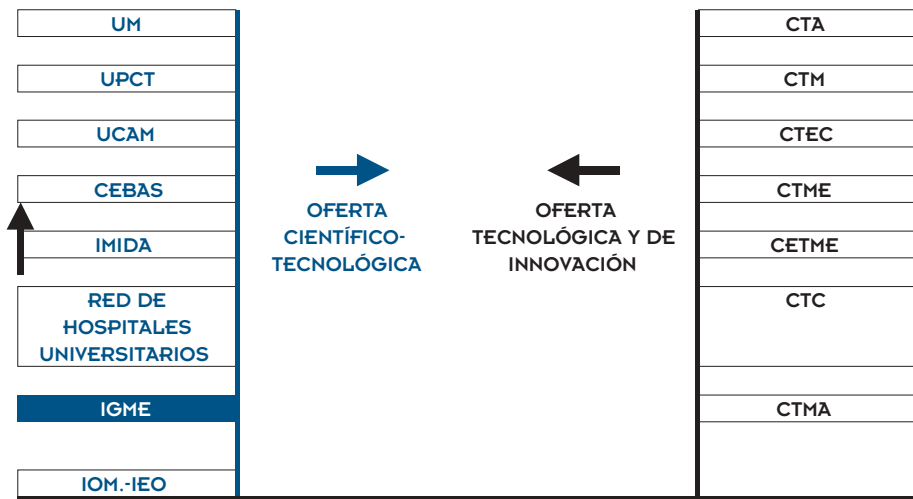 UM
UPCT
UCAM
CEBAS
IMIDA
RED DE
HOSPITALES
UNIVERSITARIOS
IGME
IOM.-IEO
OFERTA
CIENTÍFICO-
TECNOLÓGICA
OFERTA
TECNOLÓGICA Y DE
INNOVACIÓN
CTA
CTM
CTEC
CTME
CETME
CTC
CTMA